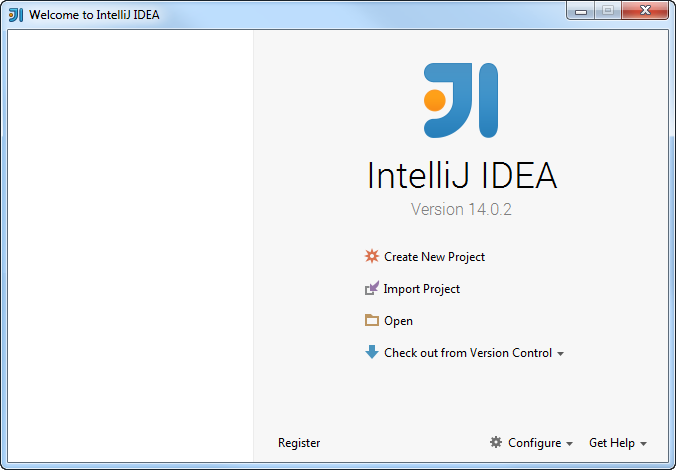 Welcome to IntelliJ IDEA
IntelliJ IDEA
Version 14.0.2
Create New Project
Import Project
Open
Check out from Version Control
Register
Configure
Get Help